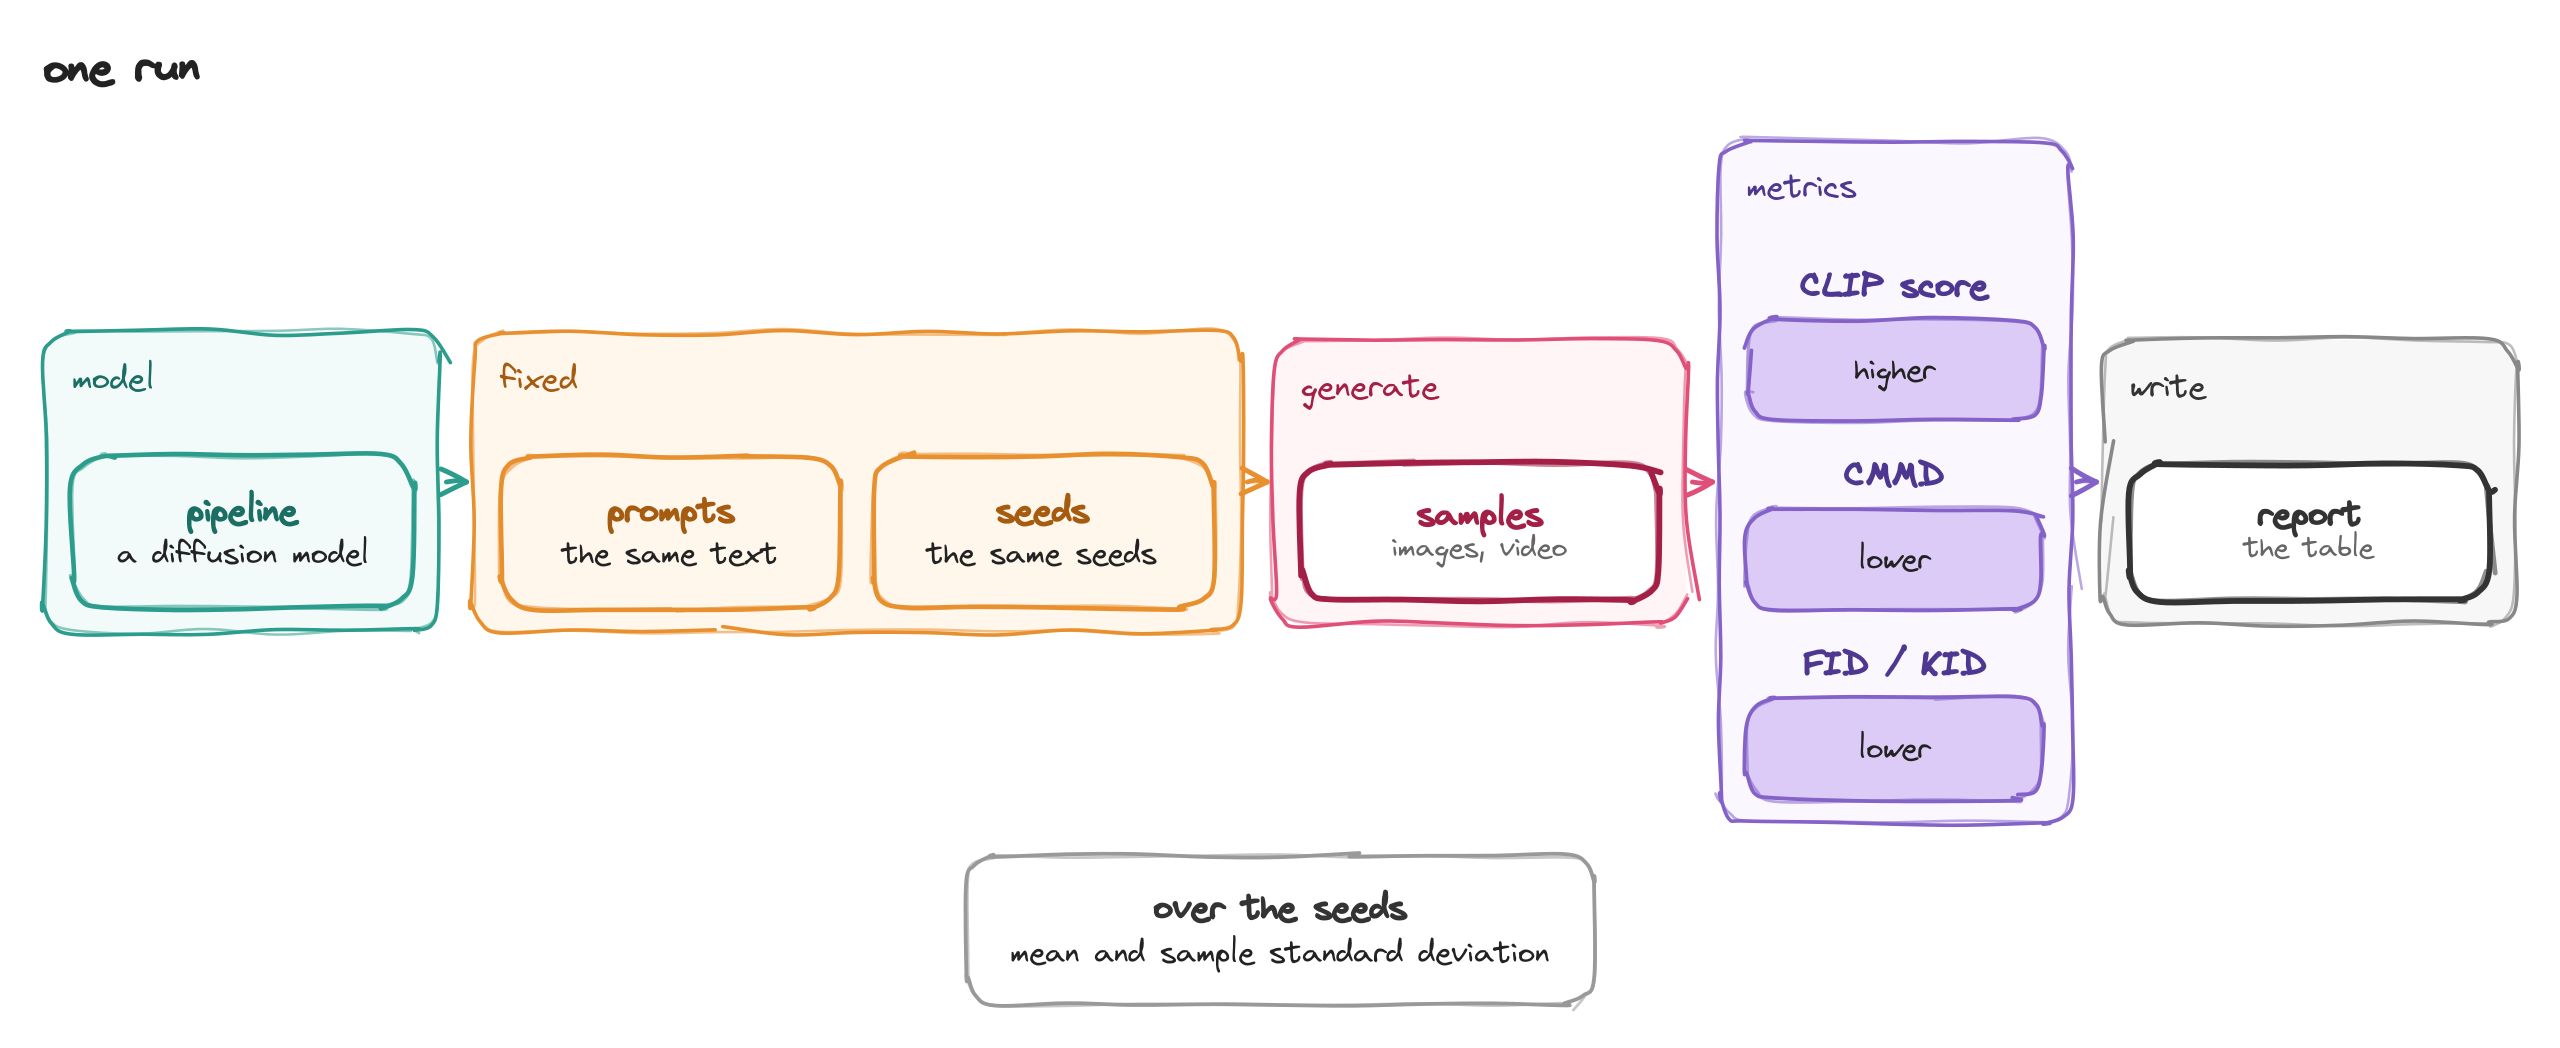 one run
model
pipeline
a diffusion model
fixed
prompts
the same text
seeds
the same seeds
generate
samples
images, video
metrics
CLIP score
higher
CMMD
lower
FID / KID
lower
write
report
the table
over the seeds
mean and sample standard deviation